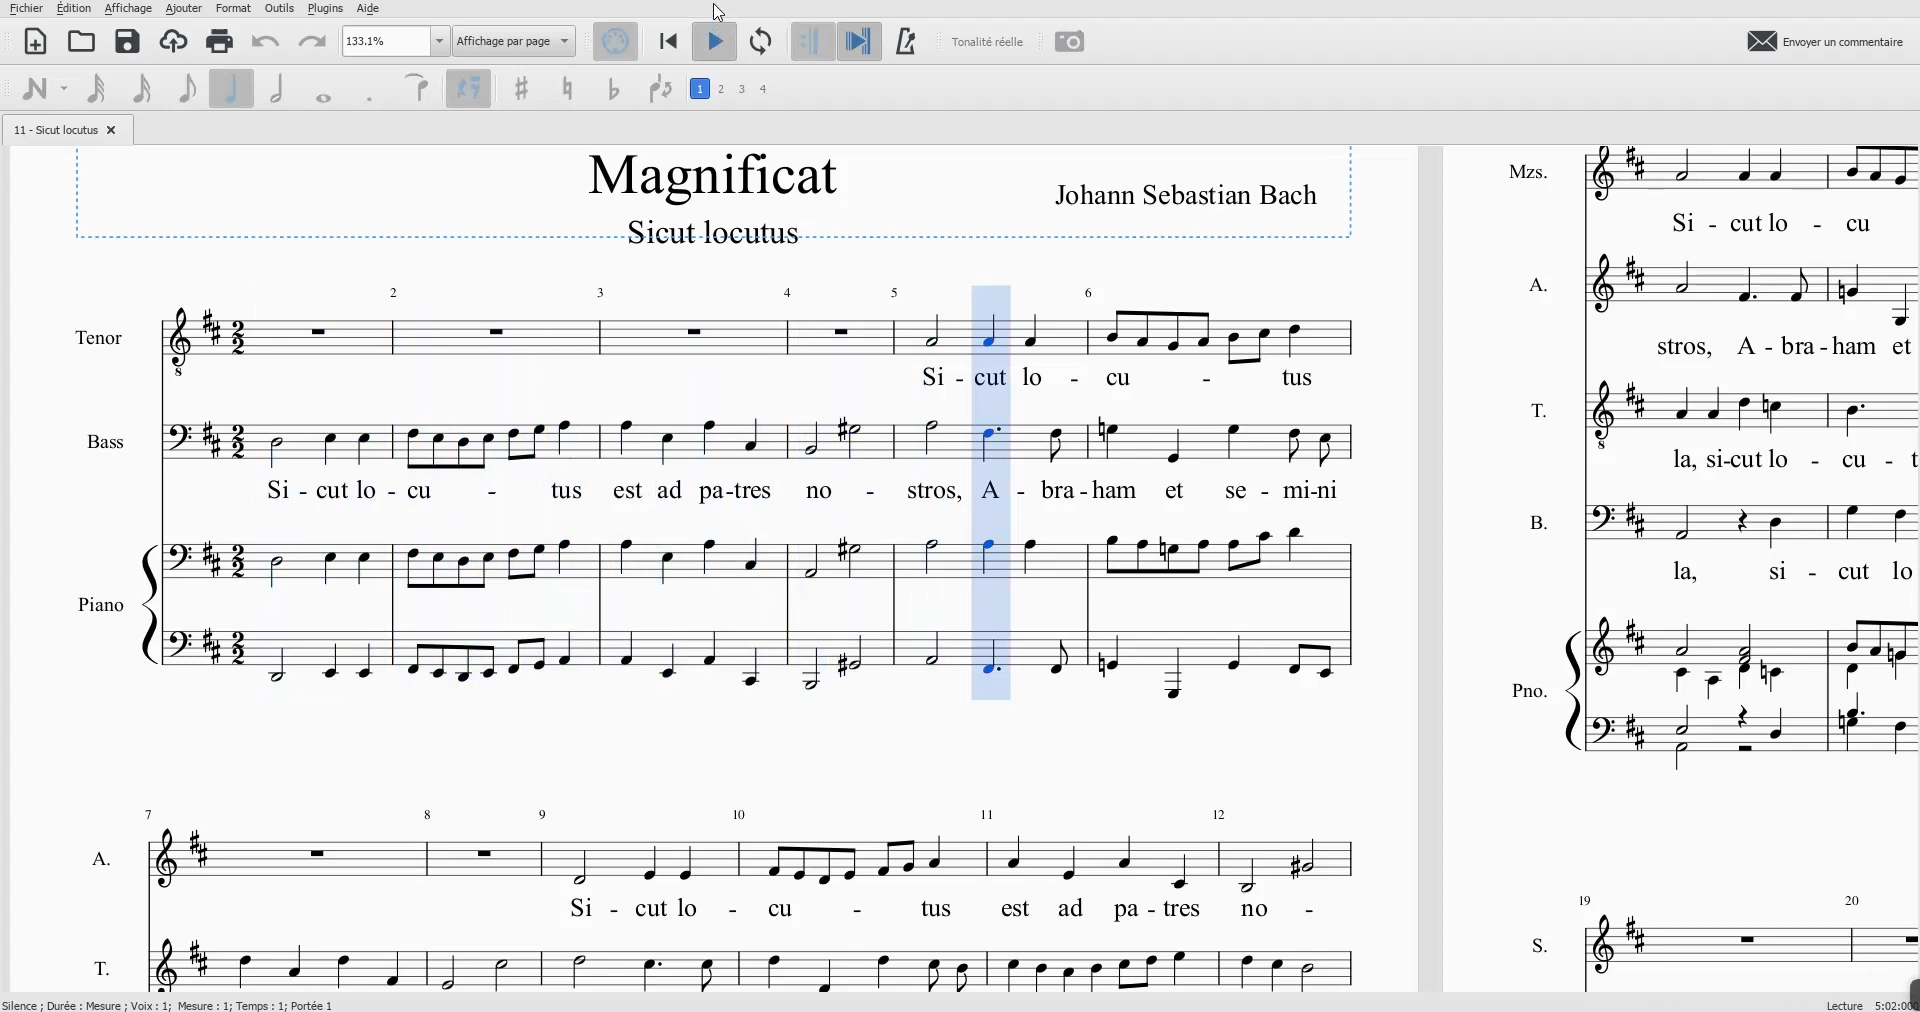 Fichier Édition Affichage Ajouter Format Outils Plugins Aide
133.1% Affichage par page Tonalité réelle Envoyer un commentaire
1 2 3 4
11 - Sicut locutus
Magnificat
Johann Sebastian Bach
Sicut locutus
2 3 4 5 6
Tenor
Si - cut lo - cu - tus
Bass
Si - cut lo - cu - tus est ad pa-tres no - stros, A - bra-ham et se - mi-ni
Piano
7 8 9 10 11 12
A.
Si - cut lo - cu - tus est ad pa - tres no -
T.
Mzs.
Si - cut lo - cu
A.
stros, A - bra-ham et
T.
la, si-cut lo - cu - t
B.
la, si - cut lo
Pno.
19 20
S.
Silence ; Durée : Mesure ; Voix : 1; Mesure : 1; Temps : 1; Portée 1
Lecture 5:02:000